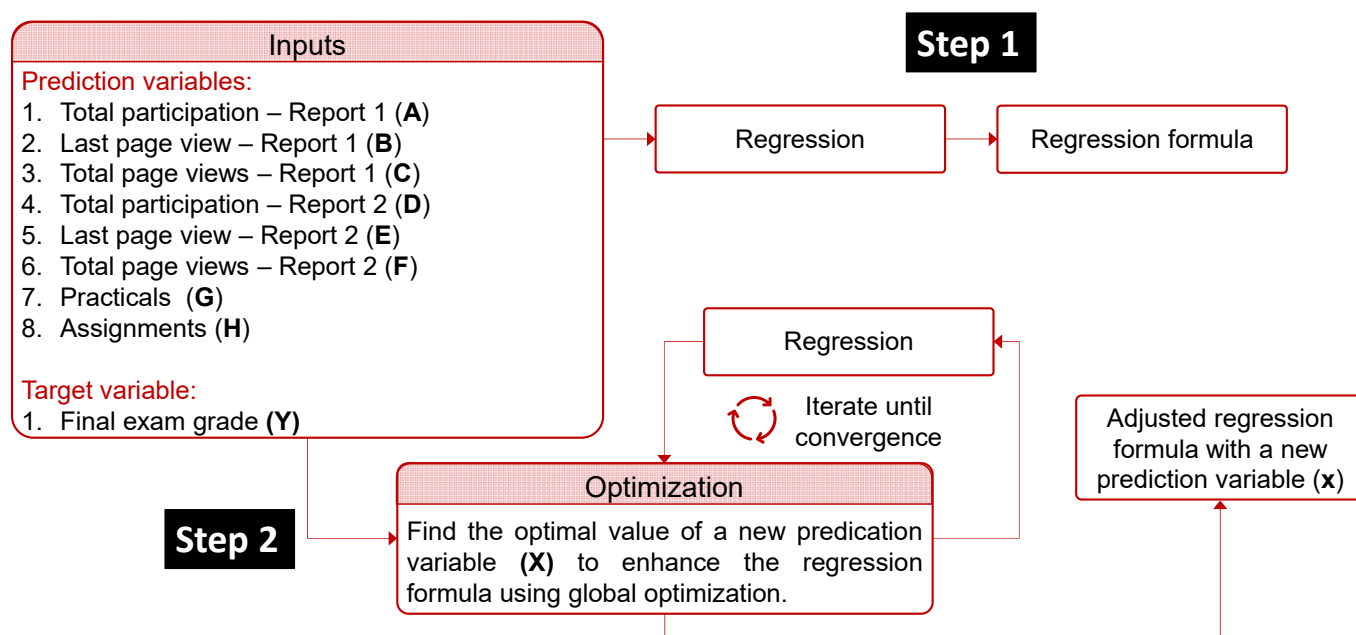 Inputs
Prediction variables:
1. Total participation – Report 1 (A)
2. Last page view – Report 1 (B)
3. Total page views – Report 1 (C)
4. Total participation – Report 2 (D)
5. Last page view – Report 2 (E)
6. Total page views – Report 2 (F)
7. Practicals (G)
8. Assignments (H)
Target variable:
1. Final exam grade (Y)
Step 1
Regression
Regression formula
Regression
Iterate until
convergence
Adjusted regression
formula with a new
prediction variable (x)
Step 2
Optimization
Find the optimal value of a new predication
variable (X) to enhance the regression
formula using global optimization.